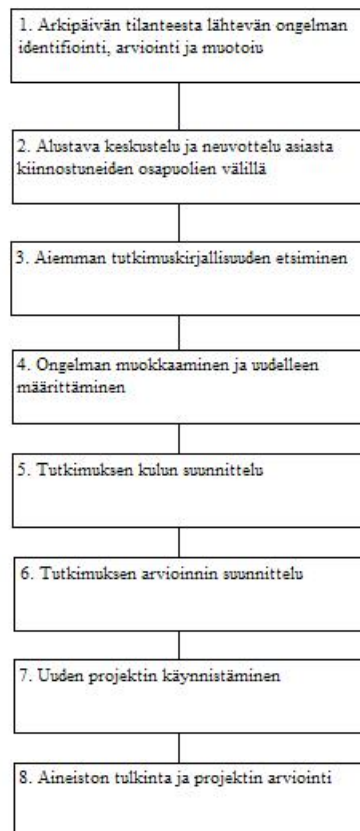 1. Arkipäivän tilanteesta lähtevän ongelman
identifiointi, arviointi ja muotoiu
2. Alustava keskustelu ja neuvottelu asiasta
kiinnostuneiden osapuolien välillä
3. Aiemman tutkimuskirjallisuuden etsiminen
4. Ongelman muokkaaminen ja uudelleen
määrittäminen
5. Tutkimuksen kulun suunnittelu
6. Tutkimuksen arvioinnin suunnittelu
7. Uuden projektin käynnistäminen
8. Aineiston tulkinta ja projektin arviointi